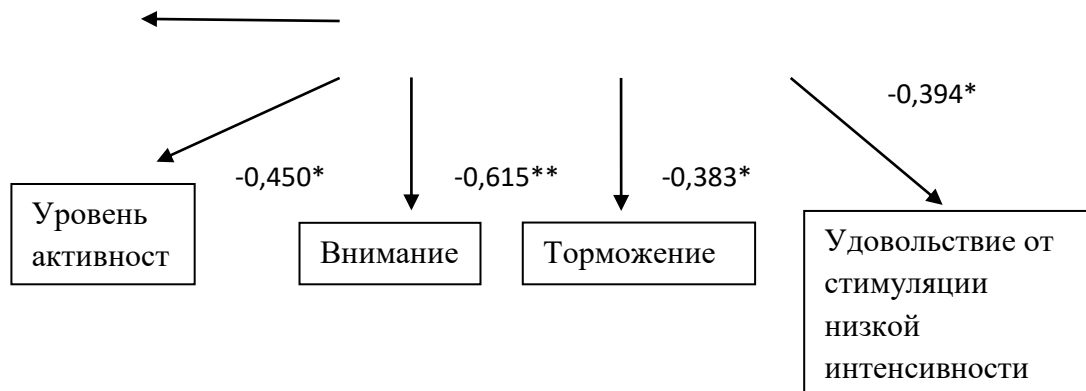 -0,394*
-0,450*
-0,615**
-0,383*
Уровень
активност
Внимание
Торможение
Удовольствие от
стимуляции
низкой
интенсивности